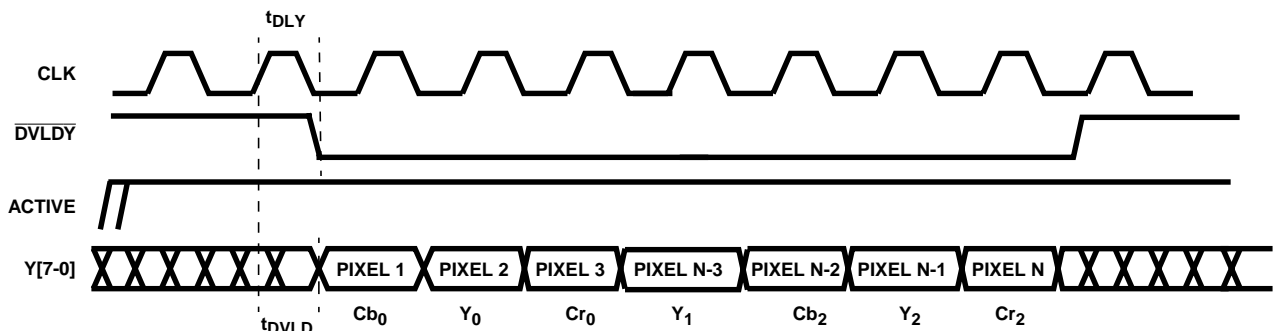 tDLY
CLK
DVLDY
ACTIVE
Y[7-0]
PIXEL 1 PIXEL 2 PIXEL 3 PIXEL N-3 PIXEL N-2 PIXEL N-1 PIXEL N
tDVLD
Cb0 Y0 Cr0 Y1 Cb2 Y2 Cr2